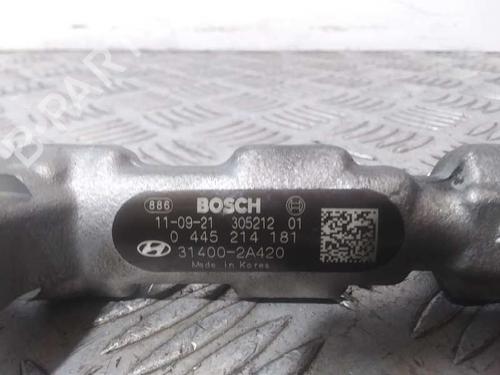 886 BOSCH
11-09-21 305212 01
0 445 214 181
31400-2A420
Made in Korea